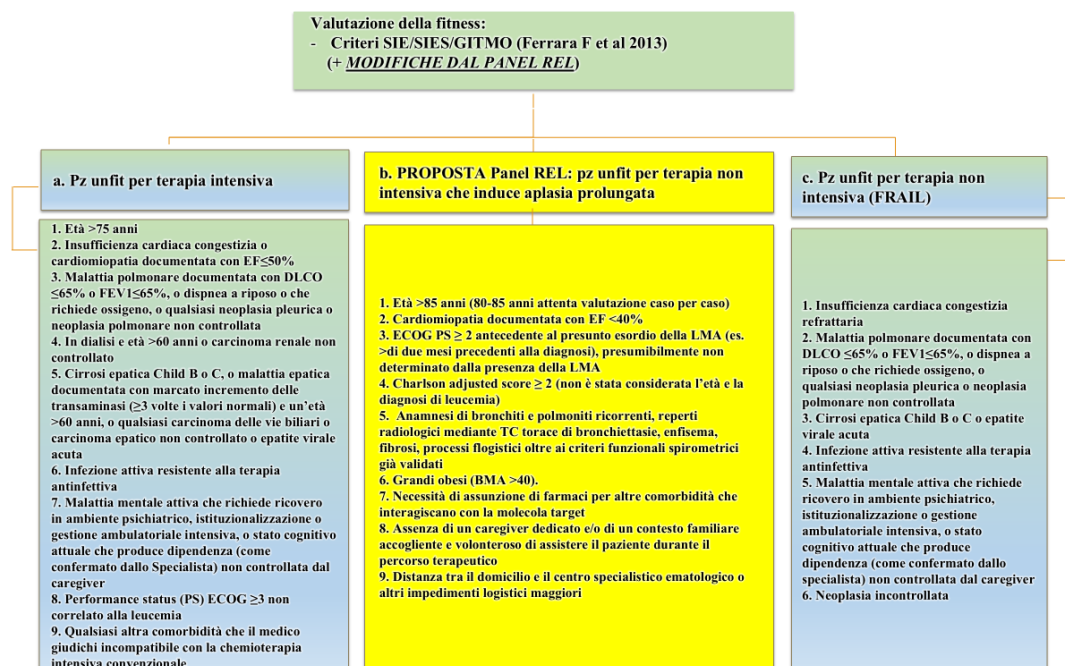 Valutazione della fitness:
- Criteri SIE/SIES/GITMO (Ferrara F et al 2013)
(+ MODIFICHE DAL PANEL REL)
a. Pz unfit per terapia intensiva
1. Età >75 anni
2. Insufficienza cardiaca congestizia o
cardiomiopatia documentata con EF≤50%
3. Malattia polmonare documentata con DLCO
≤65% o FEV1≤65%, o dispnea a riposo o che
richiede ossigeno, o qualsiasi neoplasia pleurica o
neoplasia polmonare non controllata
4. In dialisi e età >60 anni o carcinoma renale non
controllato
5. Cirrosi epatica Child B o C, o malattia epatica
documentata con marcato incremento delle
transaminasi (≥3 volte i valori normali) e un'età
>60 anni, o qualsiasi carcinoma delle vie biliari o
carcinoma epatico non controllato o epatite virale
acuta
6. Infezione attiva resistente alla terapia
antinfettiva
7. Malattia mentale attiva che richiede ricovero
in ambiente psichiatrico, istituzionalizzazione o
gestione ambulatoriale intensiva, o stato cognitivo
attuale che produce dipendenza (come
confermato dallo Specialista) non controllata dal
caregiver
8. Performance status (PS) ECOG ≥3 non
correlato alla leucemia
9. Qualsiasi altra comorbidità che il medico
giudichi incompatibile con la chemioterapia
intensiva convenzionale
b. PROPOSTA Panel REL: pz unfit per terapia non
intensiva che induce aplasia prolungata
1. Età >85 anni (80-85 anni attenta valutazione caso per caso)
2. Cardiomiopatia documentata con EF <40%
3. ECOG PS ≥ 2 antecedente al presunto esordio della LMA (es.
>di due mesi precedenti alla diagnosi), presumibilmente non
determinato dalla presenza della LMA
4. Charlson adjusted score ≥ 2 (non è stata considerata l'età e la
diagnosi di leucemia)
5. Anamnesi di bronchiti e polmoniti ricorrenti, reperti
radiologici mediante TC torace di bronchiettasie, enfisema,
fibrosi, processi flogistici oltre ai criteri funzionali spirometrici
già validati
6. Grandi obesi (BMA >40).
7. Necessità di assunzione di farmaci per altre comorbidità che
interagiscano con la molecola target
8. Assenza di un caregiver dedicato e/o di un contesto familiare
accogliente e volonteroso di assistere il paziente durante il
percorso terapeutico
9. Distanza tra il domicilio e il centro specialistico ematologico o
altri impedimenti logistici maggiori
c. Pz unfit per terapia non
intensiva (FRAIL)
1. Insufficienza cardiaca congestizia
refrattaria
2. Malattia polmonare documentata con
DLCO ≤65% o FEV1≤65%, o dispnea a
riposo o che richiede ossigeno, o
qualsiasi neoplasia pleurica o neoplasia
polmonare non controllata
3. Cirrosi epatica Child B o C o epatite
virale acuta
4. Infezione attiva resistente alla terapia
antinfettiva
5. Malattia mentale attiva che richiede
ricovero in ambiente psichiatrico,
istituzionalizzazione o gestione
ambulatoriale intensiva, o stato
cognitivo attuale che produce
dipendenza (come confermato dallo
specialista) non controllata dal caregiver
6. Neoplasia incontrollata